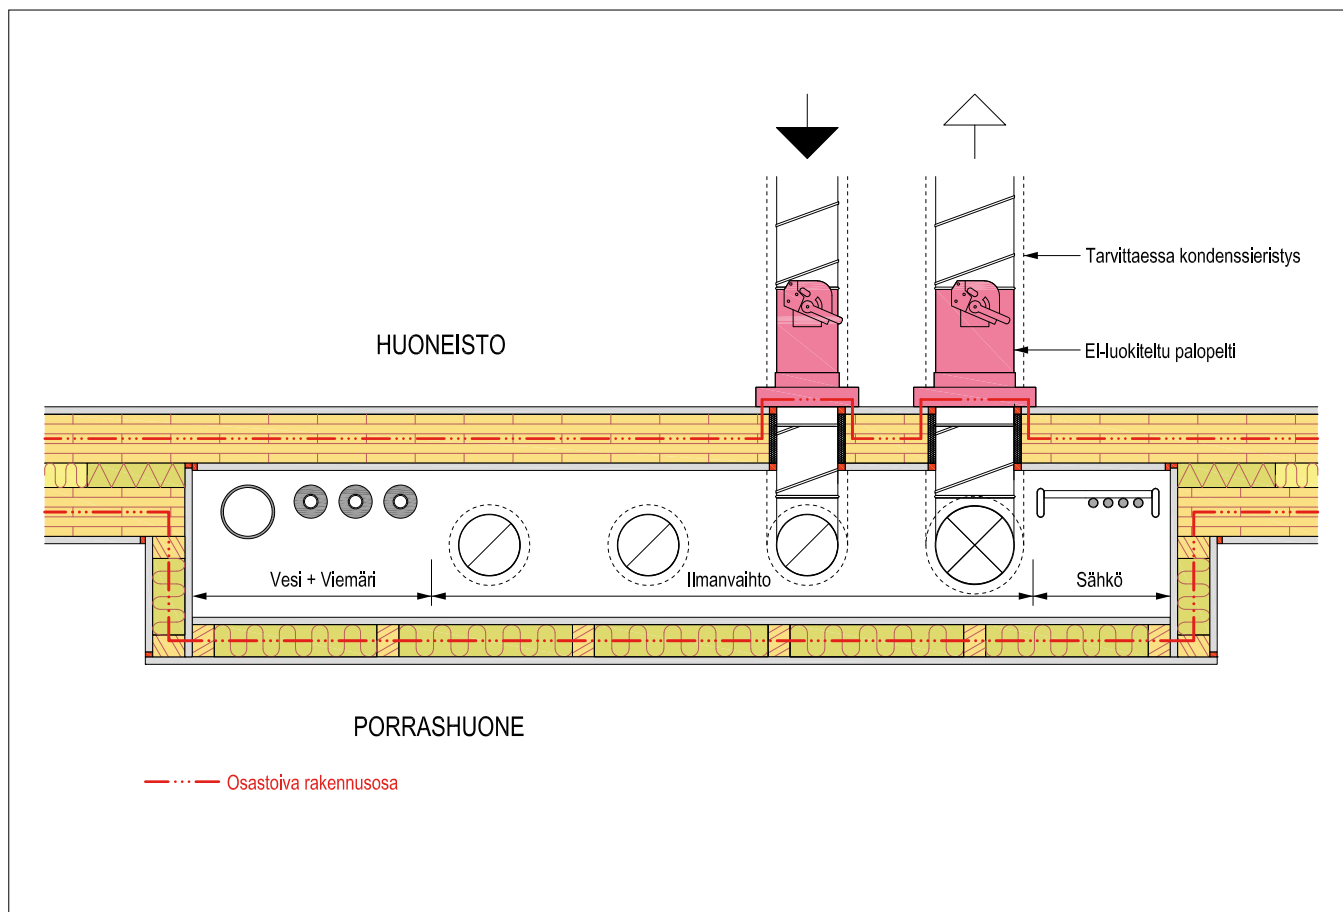 Tarvittaessa kondenssieristys
HUONEISTO
EI-luokiteltu palopelti
Vesi + Viemäri
Ilmanvaihto
Sähkö
PORRASHUONE
Osastoiva rakennusosa